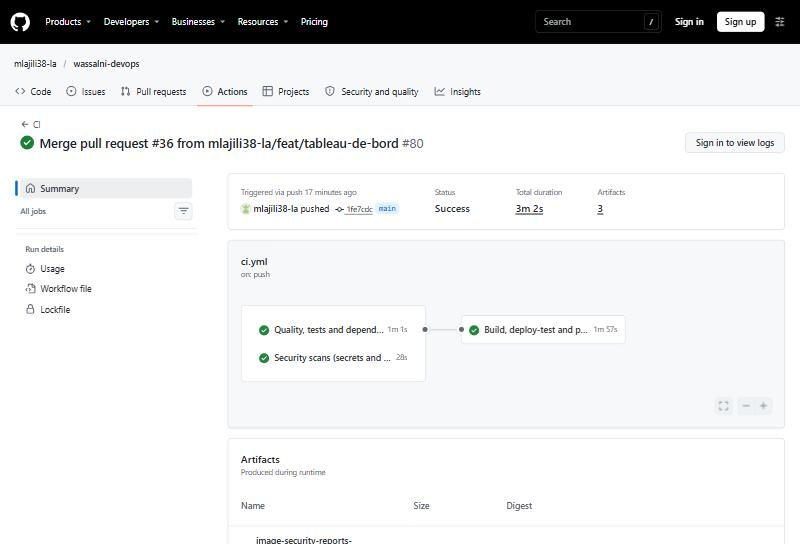 Products Developers Businesses Resources Pricing Search / Sign in Sign up
mlajili38-la / wassalni-devops
Code Issues Pull requests Actions Projects Security and quality Insights
← CI
Merge pull request #36 from mlajili38-la/feat/tableau-de-bord #80
Sign in to view logs
Summary
All jobs
Run details
Usage
Workflow file
Lockfile
Triggered via push 17 minutes ago
mlajili38-la pushed 1fe7cdc main
Status
Success
Total duration
3m 2s
Artifacts
3
ci.yml
on: push
Quality, tests and depend... 1m 1s
Security scans (secrets and ... 28s
Build, deploy-test and p... 1m 57s
Artifacts
Produced during runtime
Name Size Digest
image-security-reports-